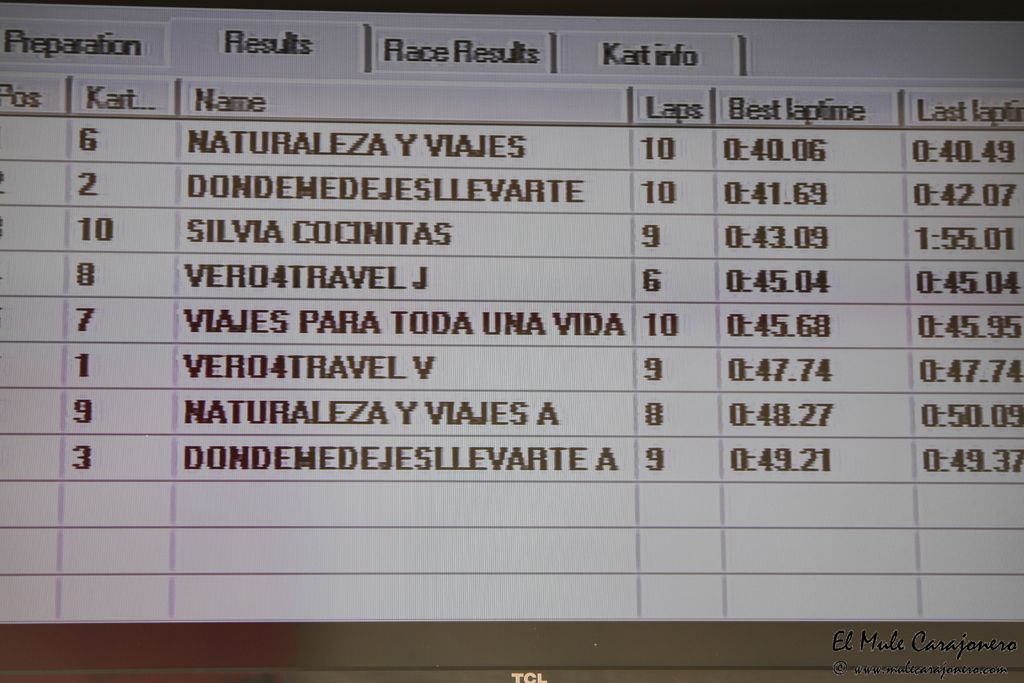 Preparation Results Race Results Kart info
Pos Kart... Name Laps Best laptime Last
6 NATURALEZA Y VIAJES 10 0:40.06 0:40.49
2 DONDEMEDEJESLLEVARTE 10 0:41.69 0:42.07
10 SILVIA COCINITAS 9 0:43.09 1:55.01
8 VERO4TRAVEL J 6 0:45.04 0:45.04
7 VIAJES PARA TODA UNA VIDA 10 0:45.68 0:45.95
1 VERO4TRAVEL V 9 0:47.74 0:47.74
9 NATURALEZA Y VIAJES A 8 0:48.27 0:50.09
3 DONDEMEDEJESLLEVARTE A 9 0:49.21 0:49.37
El Mule Carajonero
@ www.mulecarajonero.com
TCL